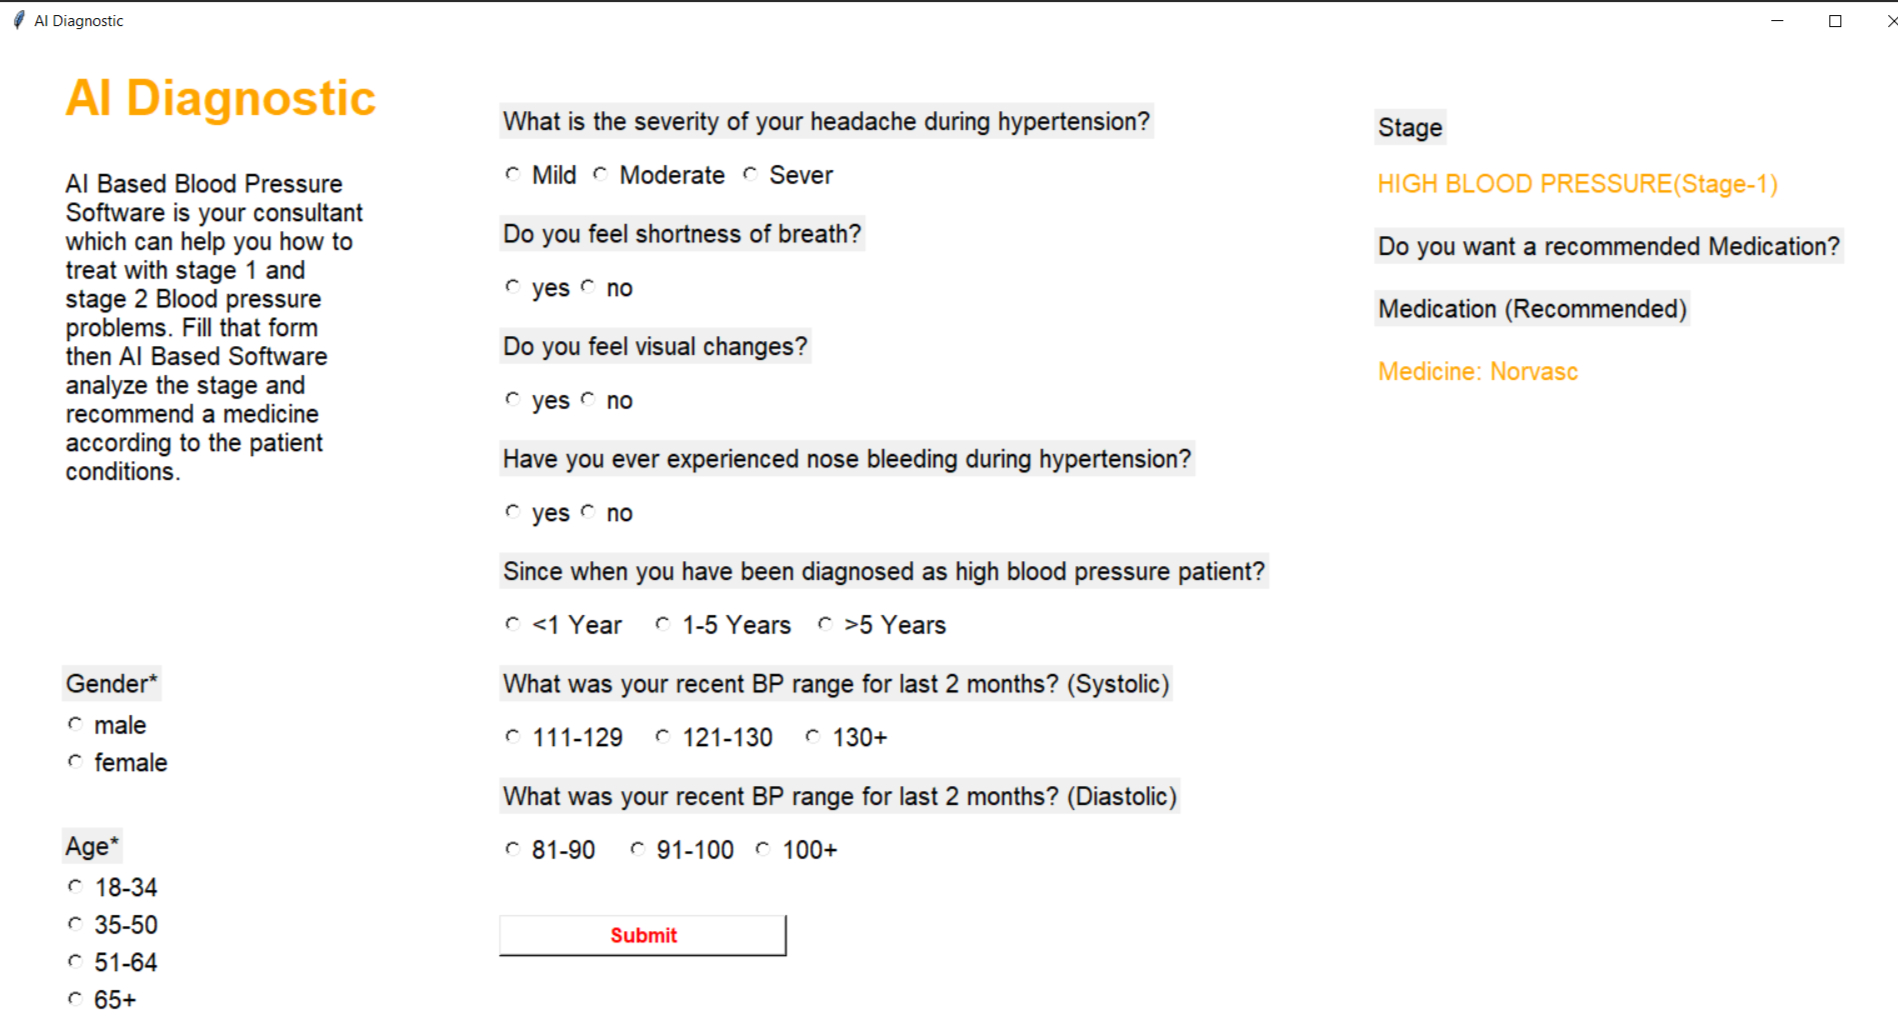 AI Diagnostic
AI Diagnostic
AI Based Blood Pressure
Software is your consultant
which can help you how to
treat with stage 1 and
stage 2 Blood pressure
problems. Fill that form
then AI Based Software
analyze the stage and
recommend a medicine
according to the patient
conditions.
Gender*
male
female
Age*
18-34
35-50
51-64
65+
What is the severity of your headache during hypertension?
Mild Moderate Sever
Do you feel shortness of breath?
yes no
Do you feel visual changes?
yes no
Have you ever experienced nose bleeding during hypertension?
yes no
Since when you have been diagnosed as high blood pressure patient?
<1 Year 1-5 Years >5 Years
What was your recent BP range for last 2 months? (Systolic)
111-129 121-130 130+
What was your recent BP range for last 2 months? (Diastolic)
81-90 91-100 100+
Submit
Stage
HIGH BLOOD PRESSURE(Stage-1)
Do you want a recommended Medication?
Medication (Recommended)
Medicine: Norvasc